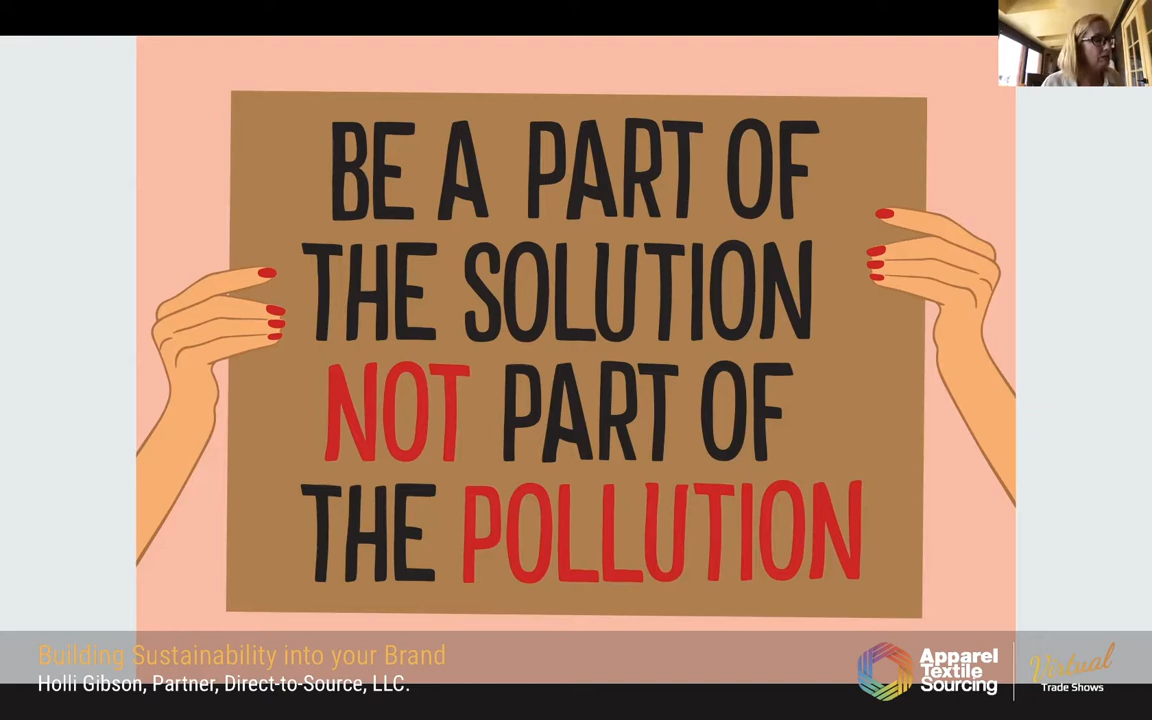 BE A PART OF
THE SOLUTION
NOT PART OF
THE POLLUTION
Building Sustainability into your Brand
Holli Gibson, Partner, Direct-to-Source, LLC.
Apparel
Textile
Sourcing
Virtual
Trade Shows